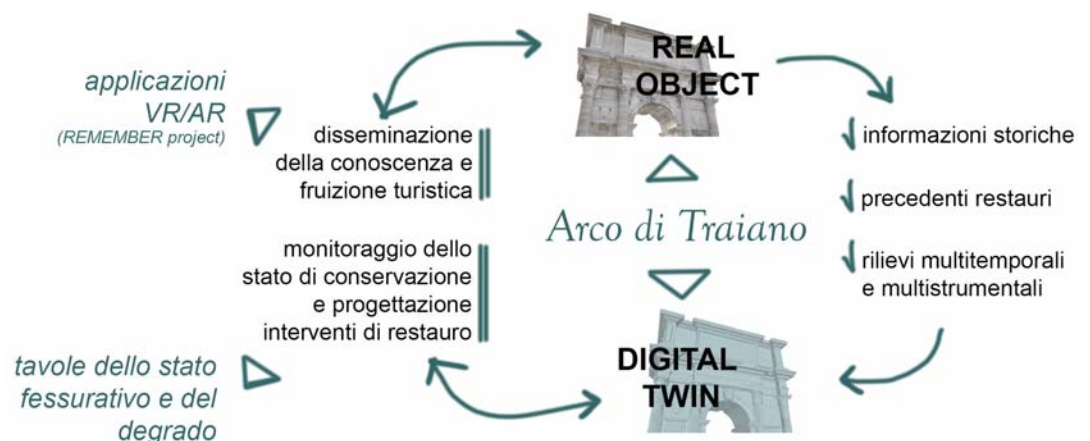 REAL
OBJECT
applicazioni
VR/AR
(REMEMBER project)
disseminazione
della conoscenza e
fruizione turistica
informazioni storiche
precedenti restauri
rilievi multitemporali
e multistrumentali
Arco di Traiano
monitoraggio dello
stato di conservazione
e progettazione
interventi di restauro
tavole dello stato
fessurativo e del
degrado
DIGITAL
TWIN